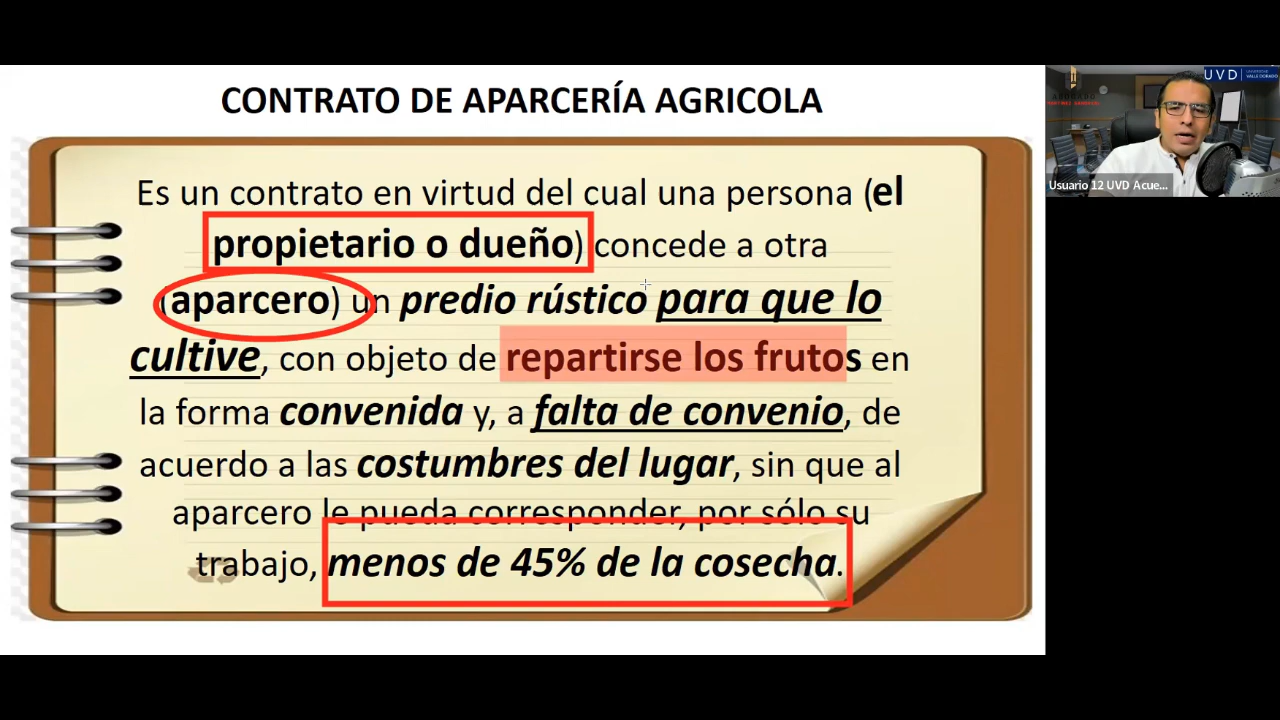 CONTRATO DE APARCERÍA AGRICOLA
Es un contrato en virtud del cual una persona (el
propietario o dueño) concede a otra
(aparcero) un predio rústico para que lo
cultive, con objeto de repartirse los frutos en
la forma convenida y, a falta de convenio, de
acuerdo a las costumbres del lugar, sin que al
aparcero le pueda corresponder, por sólo su
trabajo, menos de 45% de la cosecha.
UVD
UNIVERSIDAD
VALLE DORADO
Usuario 12 UVD Acue...